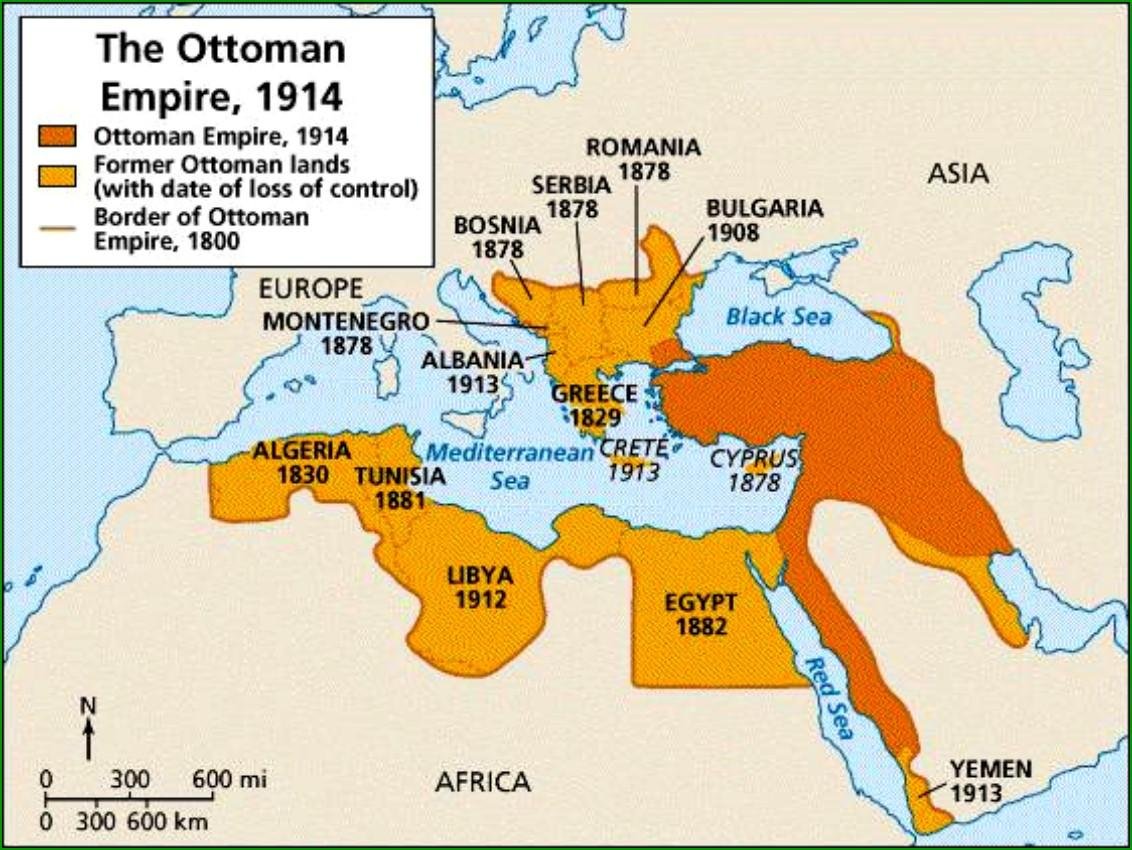 The Ottoman
Empire, 1914
Ottoman Empire, 1914
Former Ottoman lands
(with date of loss of control)
Border of Ottoman
Empire, 1800
ROMANIA
1878
ASIA
SERBIA
1878
BULGARIA
1908
BOSNIA
1878
EUROPE
MONTENEGRO
1878
Black Sea
ALBANIA
1913
GREECE
1829
ALGERIA
1830
Mediterranean
Sea
CRETE
1913
CYPRUS
1878
TUNISIA
1881
LIBYA
1912
EGYPT
1882
Red Sea
N
0 300 600 mi
0 300 600 km
AFRICA
YEMEN
1913